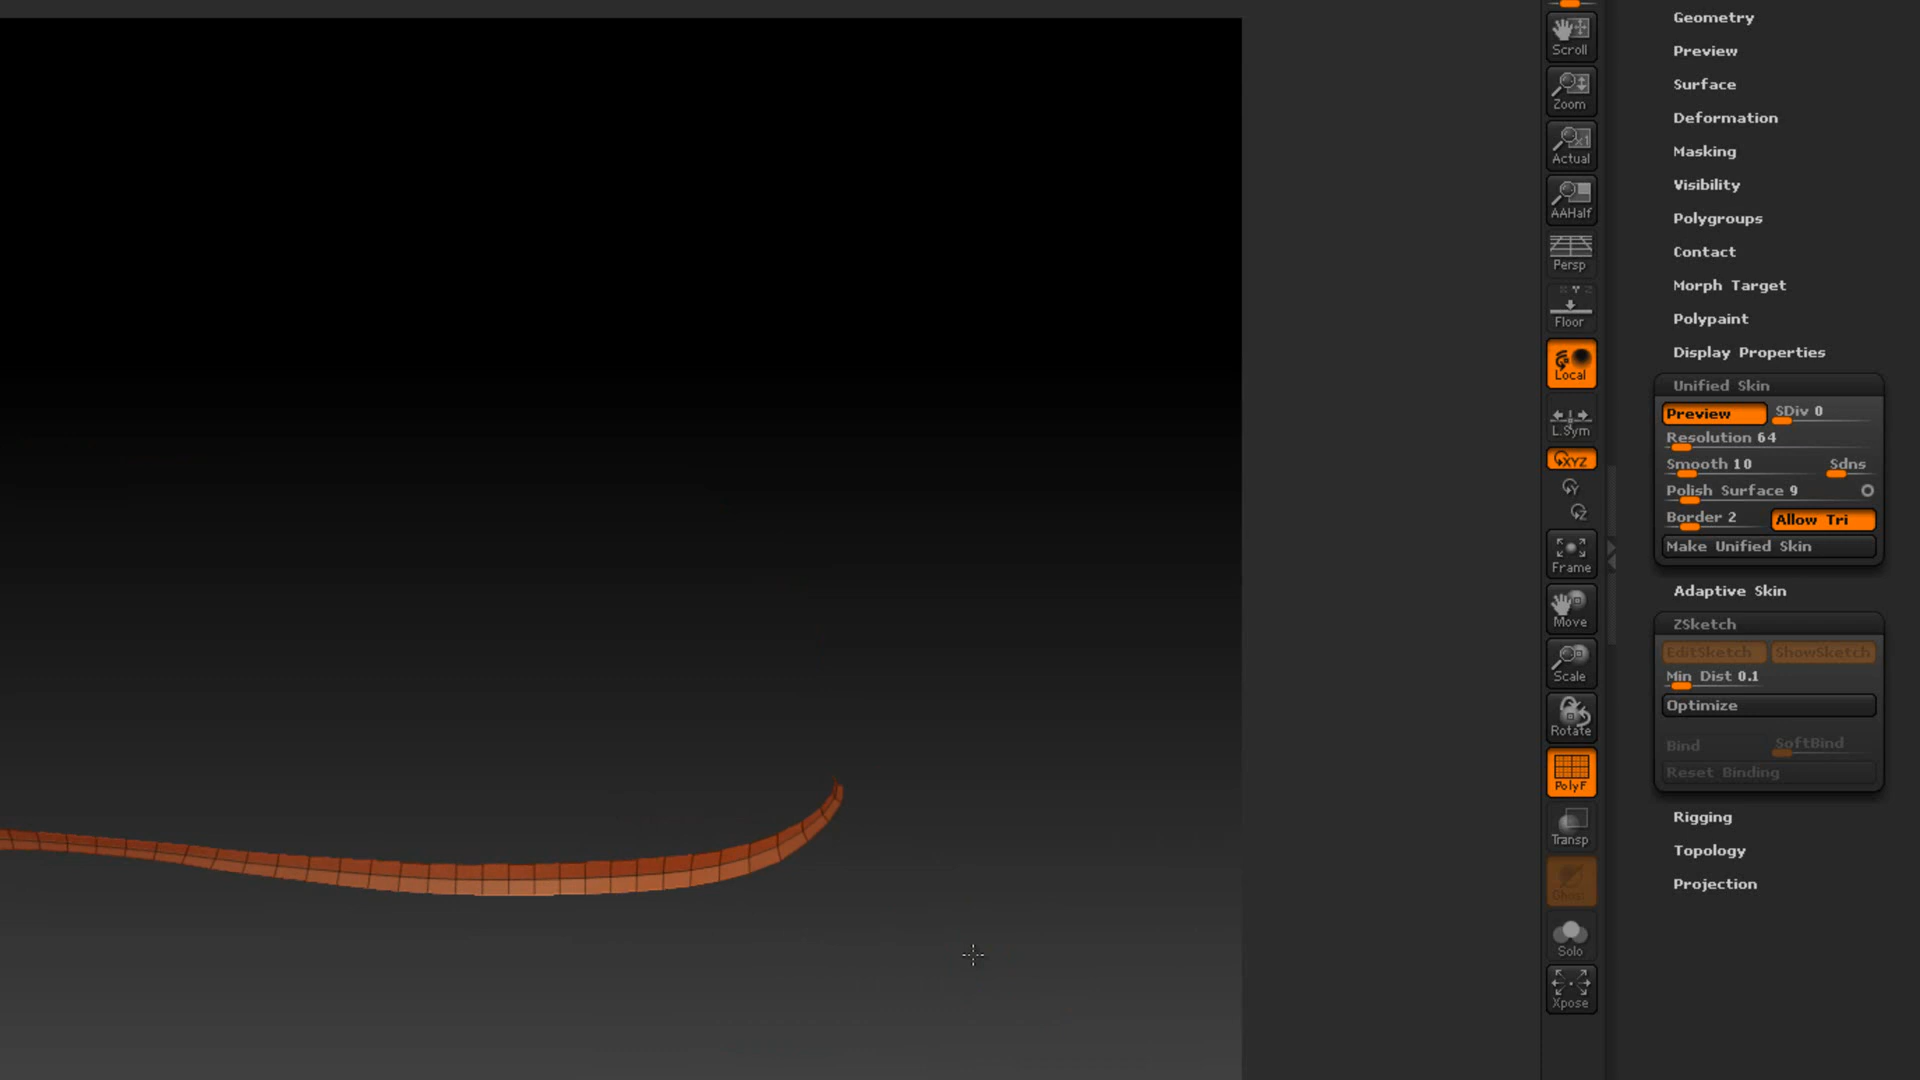 Scroll
Zoom
Actual
AAHalf
Persp
Floor
Local
L.Sym
XYZ
Y
Z
Frame
Move
Scale
Rotate
PolyF
Transp
Ghost
Solo
Xpose
Geometry
Preview
Surface
Deformation
Masking
Visibility
Polygroups
Contact
Morph Target
Polypaint
Display Properties
Unified Skin
Preview SDiv 0
Resolution 64
Smooth 10 Sdns
Polish Surface 9
Border 2 Allow Tri
Make Unified Skin
Adaptive Skin
ZSketch
EditSketch ShowSketch
Min Dist 0.1
Optimize
Bind SoftBind
Reset Binding
Rigging
Topology
Projection